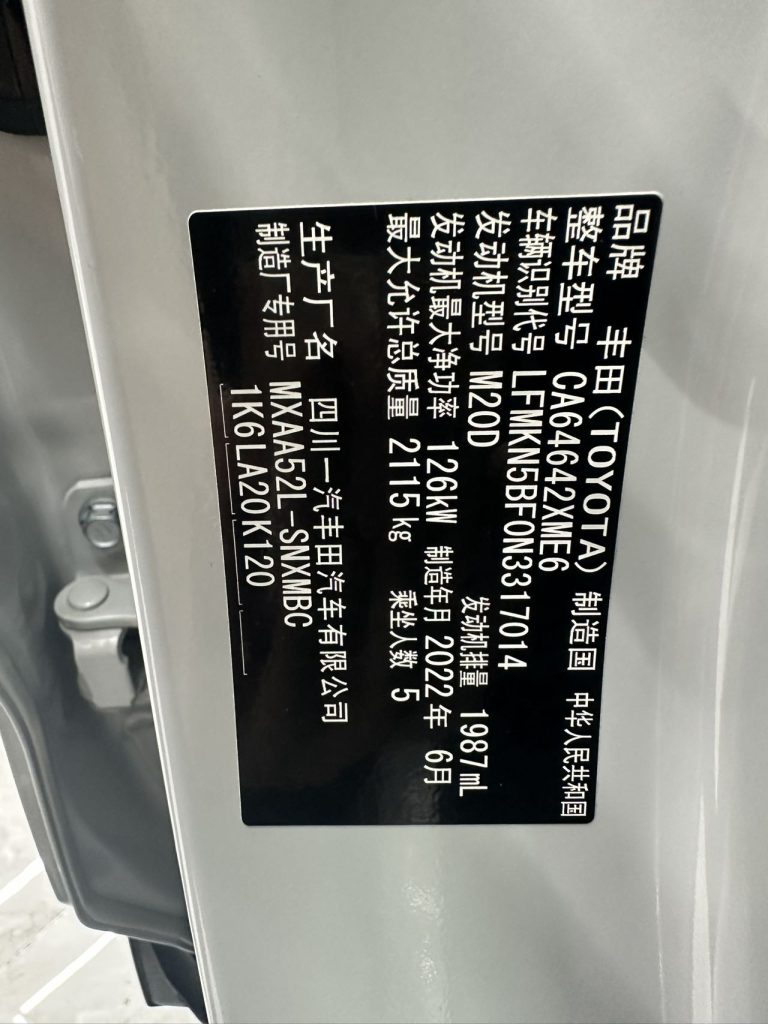 品牌 丰田(TOYOTA) 制造国 中华人民共和国
整车型号 CA64642XME6
车辆识别代号 LFMKN5BF0N3317014
发动机型号 M20D 发动机排量 1987mL
发动机最大净功率 126kW 制造年月 2022年 6月
最大允许总质量 2115kg 乘坐人数 5
生产厂名 四川一汽丰田汽车有限公司
制造厂专用号 MXAA52L-SNXMBC
1K6LA20K120